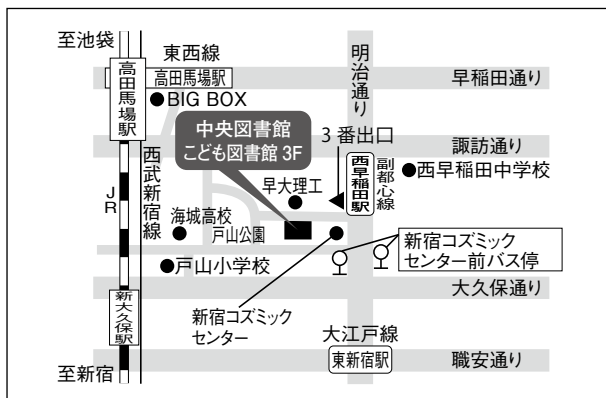 至池袋
東西線
高田馬場駅
高田馬場駅
BIG BOX
明治通り
早稲田通り
中央図書館
こども図書館 3F
3番出口
諏訪通り
西武新宿線
JR
早大理工
西早稲田駅
副都心線
西早稲田中学校
海城高校
戸山公園
新宿コズミック
センター前バス停
戸山小学校
大久保通り
新大久保駅
新宿コズミック
センター
大江戸線
東新宿駅
職安通り
至新宿